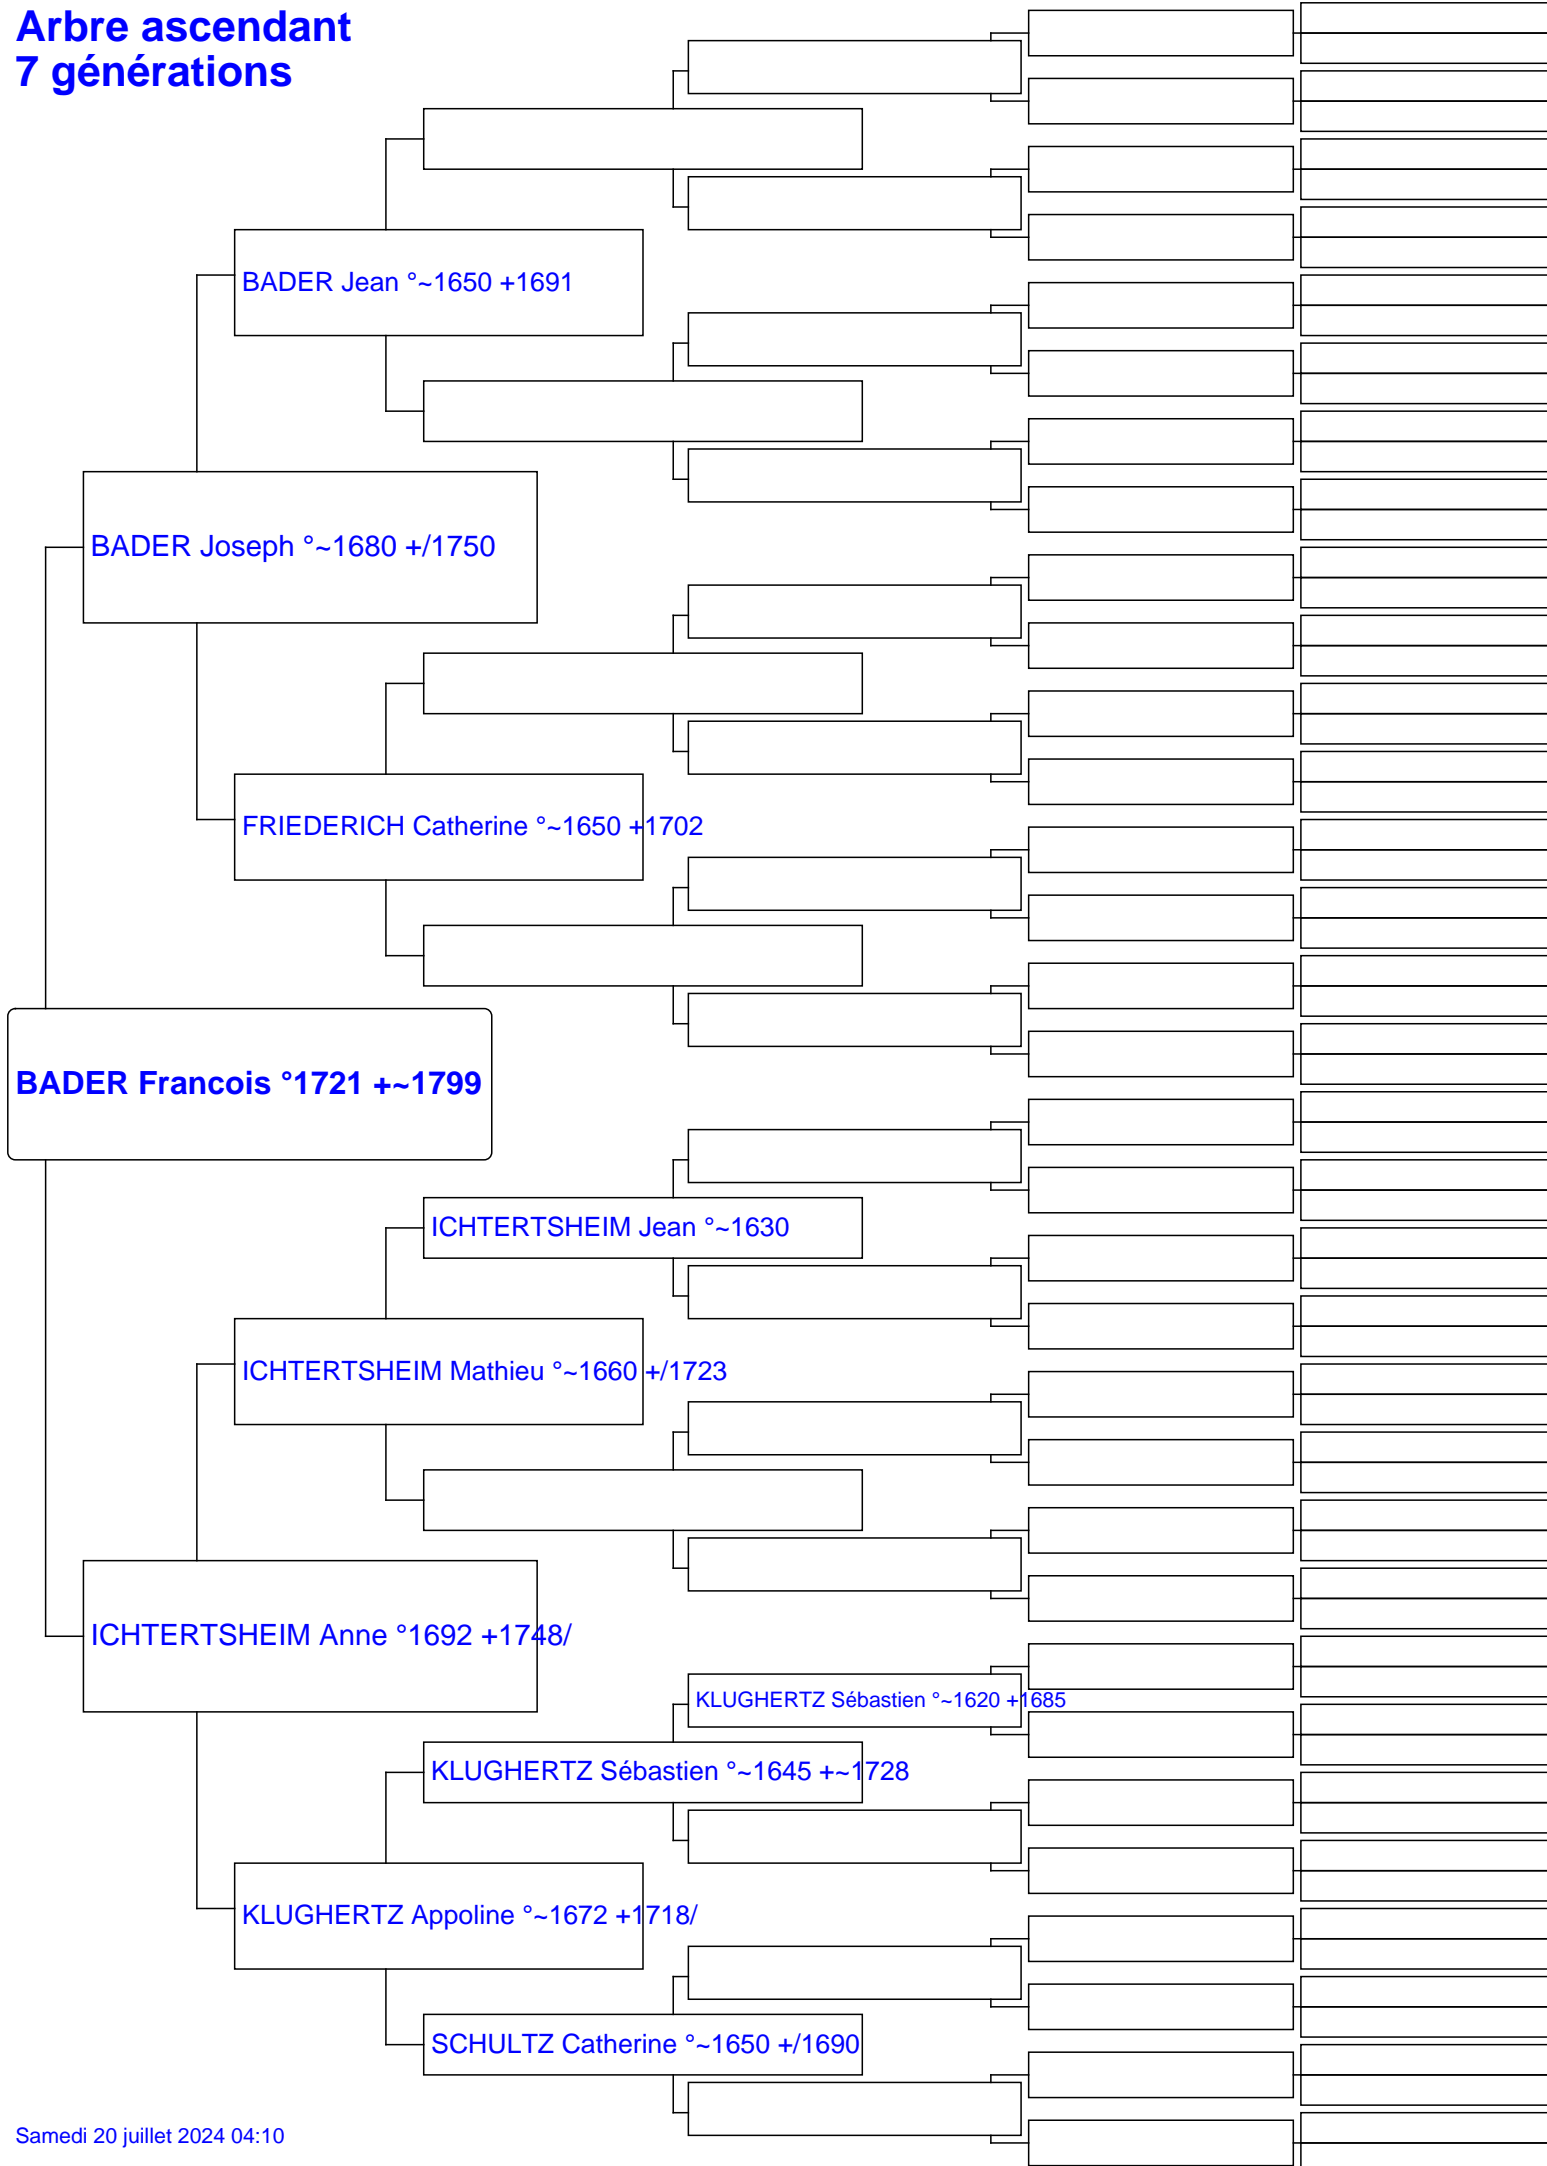 Arbre ascendant
7 générations
BADER Jean °~1650 +1691
BADER Joseph °~1680 +/1750
FRIEDERICH Catherine °~1650 +1702
BADER Francois °1721 +~1799
ICHTERTSHEIM Jean °~1630
ICHTERTSHEIM Mathieu °~1660 +/1723
ICHTERTSHEIM Anne °1692 +1748/
KLUGHERTZ Sébastien °~1620 +1685
KLUGHERTZ Sébastien °~1645 +~1728
KLUGHERTZ Appoline °~1672 +1718/
SCHULTZ Catherine °~1650 +/1690
Samedi 20 juillet 2024 04:10